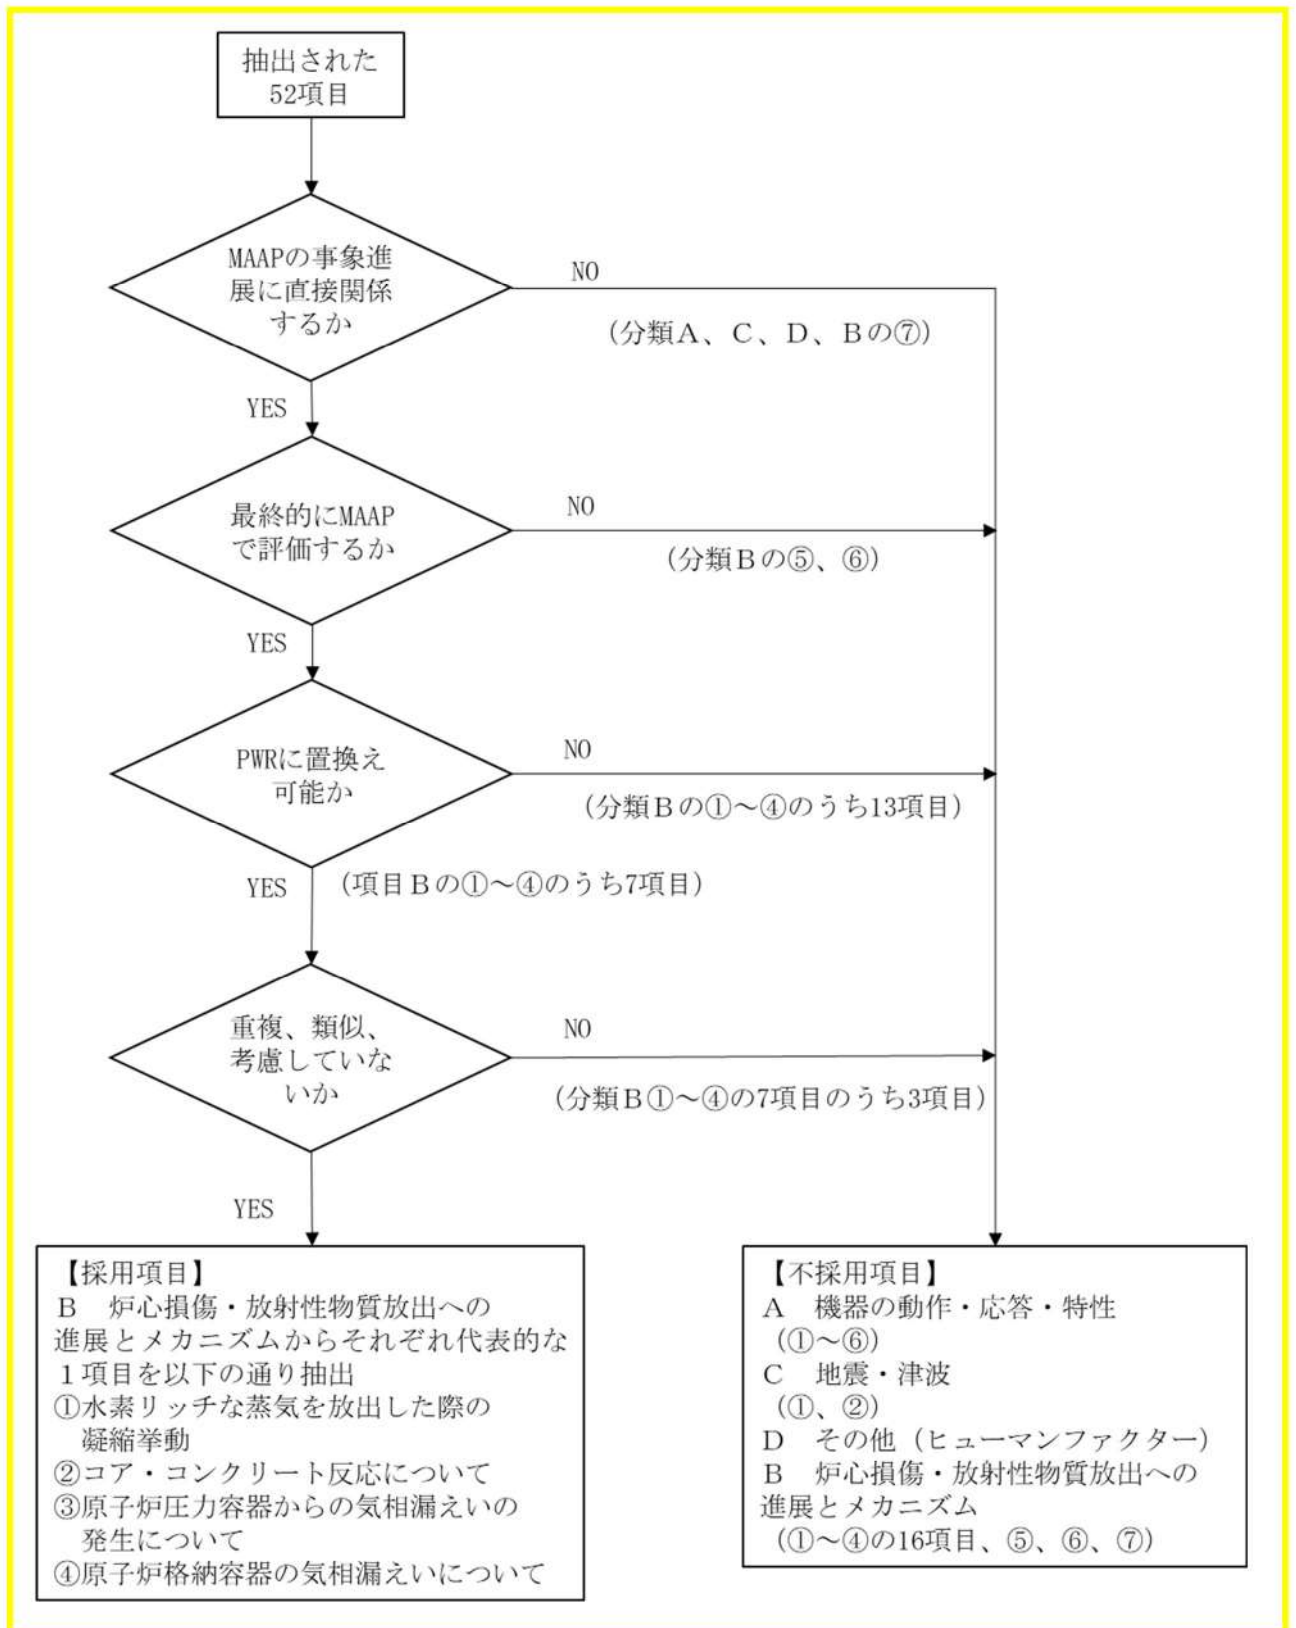 抽出された
52項目
MAAPの事象進
展に直接関係
するか
NO
(分類Ａ、Ｃ、Ｄ、Ｂの⑦)
YES
最終的にMAAP
で評価するか
NO
(分類Ｂの⑤、⑥)
YES
PWRに置換え
可能か
NO
(分類Ｂの①～④のうち13項目)
YES
(項目Ｂの①～④のうち7項目)
重複、類似、
考慮していな
いか
NO
(分類Ｂ①～④の7項目のうち3項目)
YES
【採用項目】
Ｂ　炉心損傷・放射性物質放出への
進展とメカニズムからそれぞれ代表的な
１項目を以下の通り抽出
①水素リッチな蒸気を放出した際の
凝縮挙動
②コア・コンクリート反応について
③原子炉圧力容器からの気相漏えいの
発生について
④原子炉格納容器の気相漏えいについて
【不採用項目】
Ａ　機器の動作・応答・特性
(①～⑥)
Ｃ　地震・津波
(①、②)
Ｄ　その他（ヒューマンファクター）
Ｂ　炉心損傷・放射性物質放出への
進展とメカニズム
(①～④の16項目、⑤、⑥、⑦)